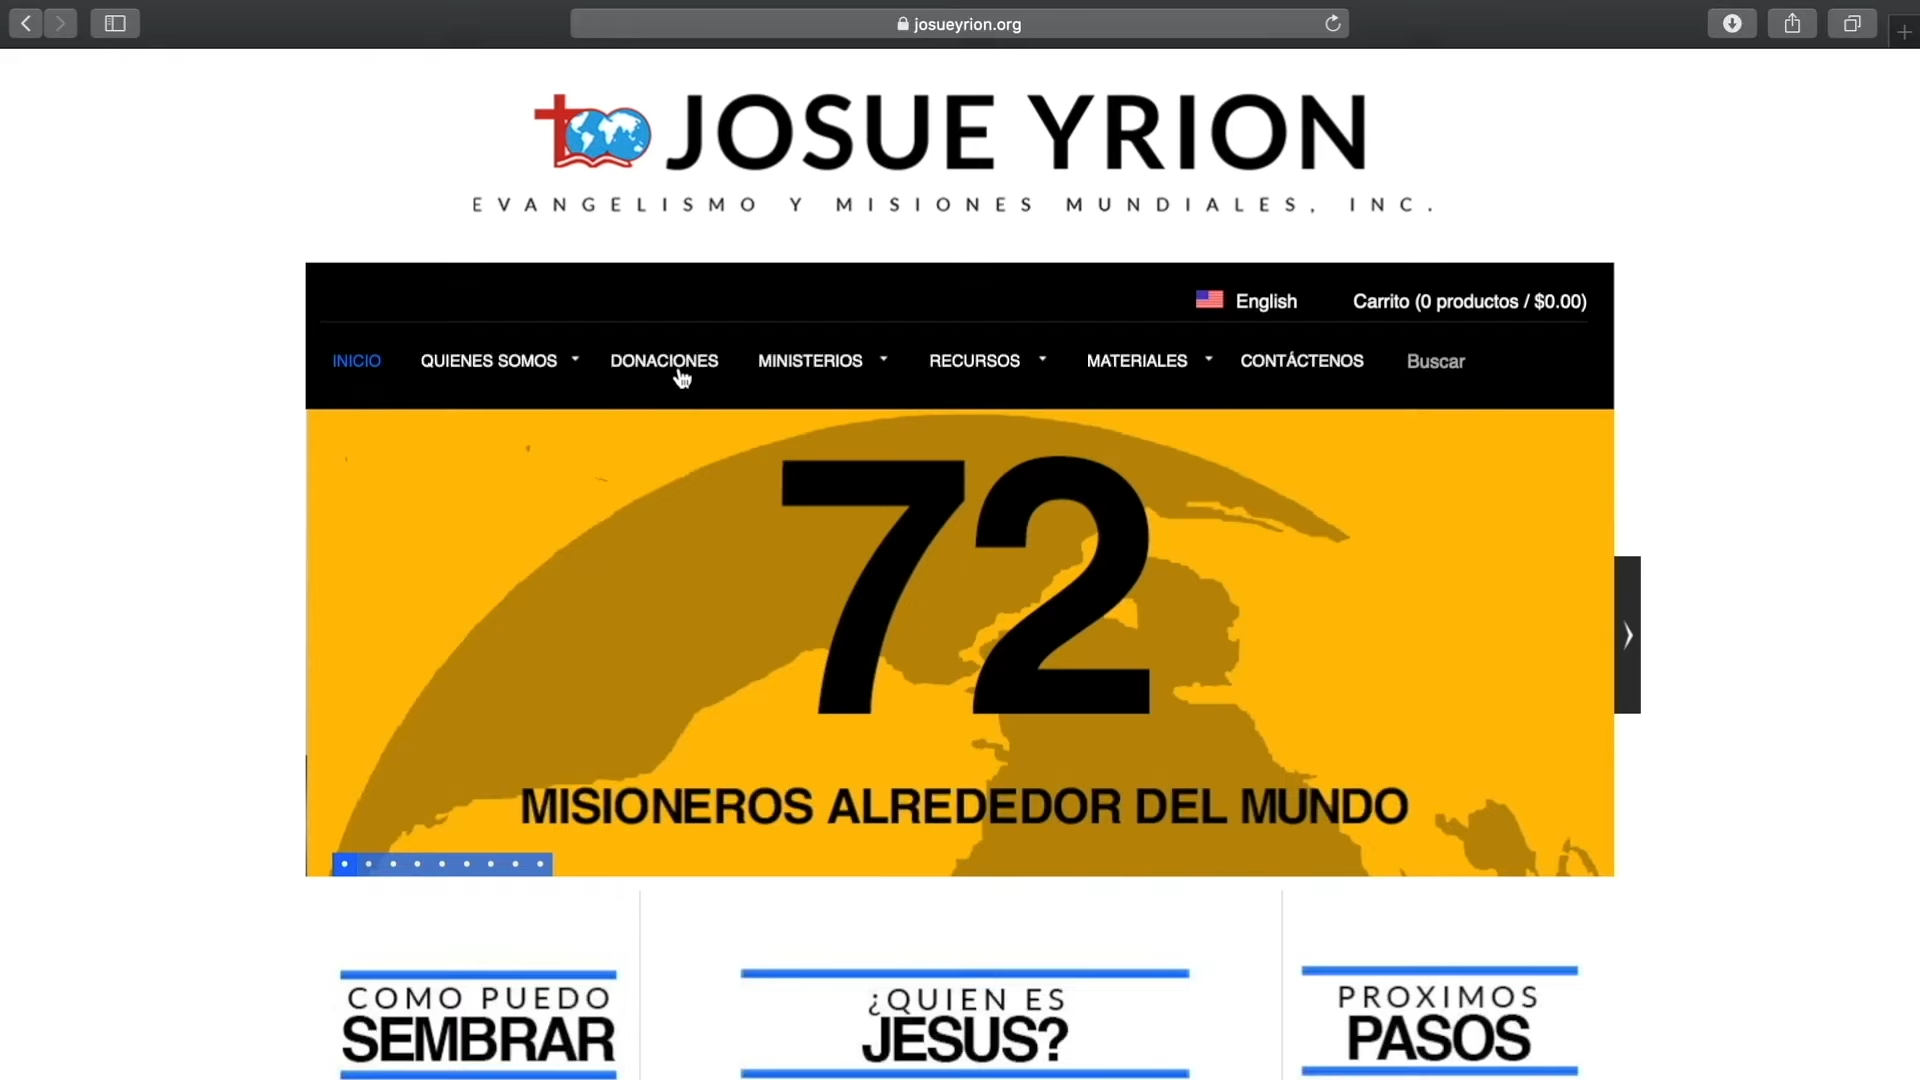 josueyrion.org
JOSUE YRION
EVANGELISMO Y MISIONES MUNDIALES, INC.
English
Carrito (0 productos / $0.00)
INICIO
QUIENES SOMOS
DONACIONES
MINISTERIOS
RECURSOS
MATERIALES
CONTÁCTENOS
Buscar
72
MISIONEROS ALREDEDOR DEL MUNDO
COMO PUEDO
SEMBRAR
¿QUIEN ES
JESUS?
PROXIMOS
PASOS